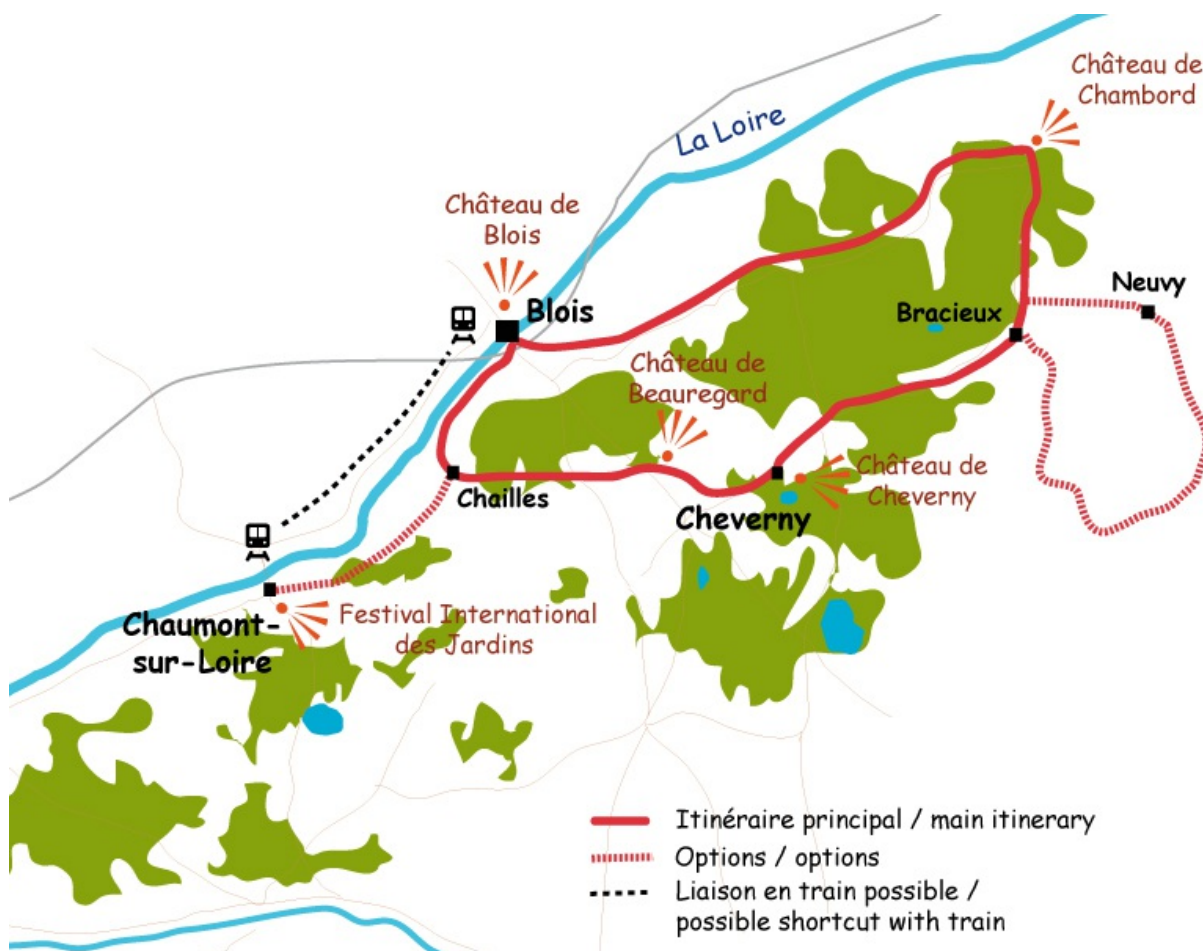 Château de
Chambord
La Loire
Château de
Blois
Blois
Neuvy
Bracieux
Château de
Beauregard
Château de
Cheverny
Chailles
Cheverny
Festival International
des Jardins
Chaumont-
sur-Loire
Itinéraire principal / main itinerary
Options / options
Liaison en train possible /
possible shortcut with train